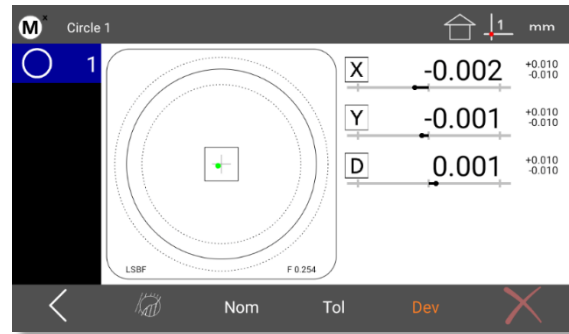 M x Circle 1 1 mm
1
X -0.002 +0.010
-0.010
Y -0.001 +0.010
-0.010
D 0.001 +0.010
-0.010
LSBF F 0.254
Nom Tol Dev